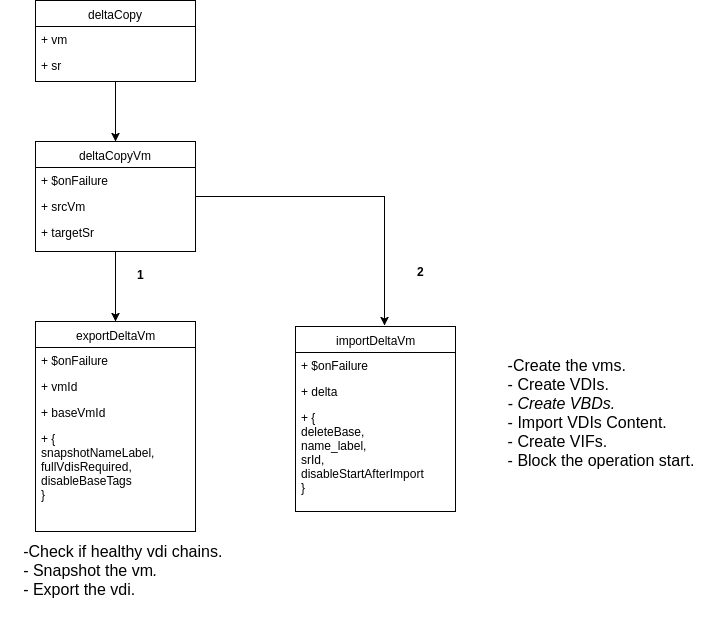 deltaCopy
+ vm
+ sr
deltaCopyVm
+ $onFailure
+ srcVm
+ targetSr
1
2
exportDeltaVm
+ $onFailure
+ vmId
+ baseVmId
+ {
snapshotNameLabel,
fullVdisRequired,
disableBaseTags
}
-Check if healthy vdi chains.
- Snapshot the vm.
- Export the vdi.
importDeltaVm
+ $onFailure
+ delta
+ {
deleteBase,
name_label,
srId,
disableStartAfterImport
}
-Create the vms.
- Create VDIs.
- Create VBDs.
- Import VDIs Content.
- Create VIFs.
- Block the operation start.